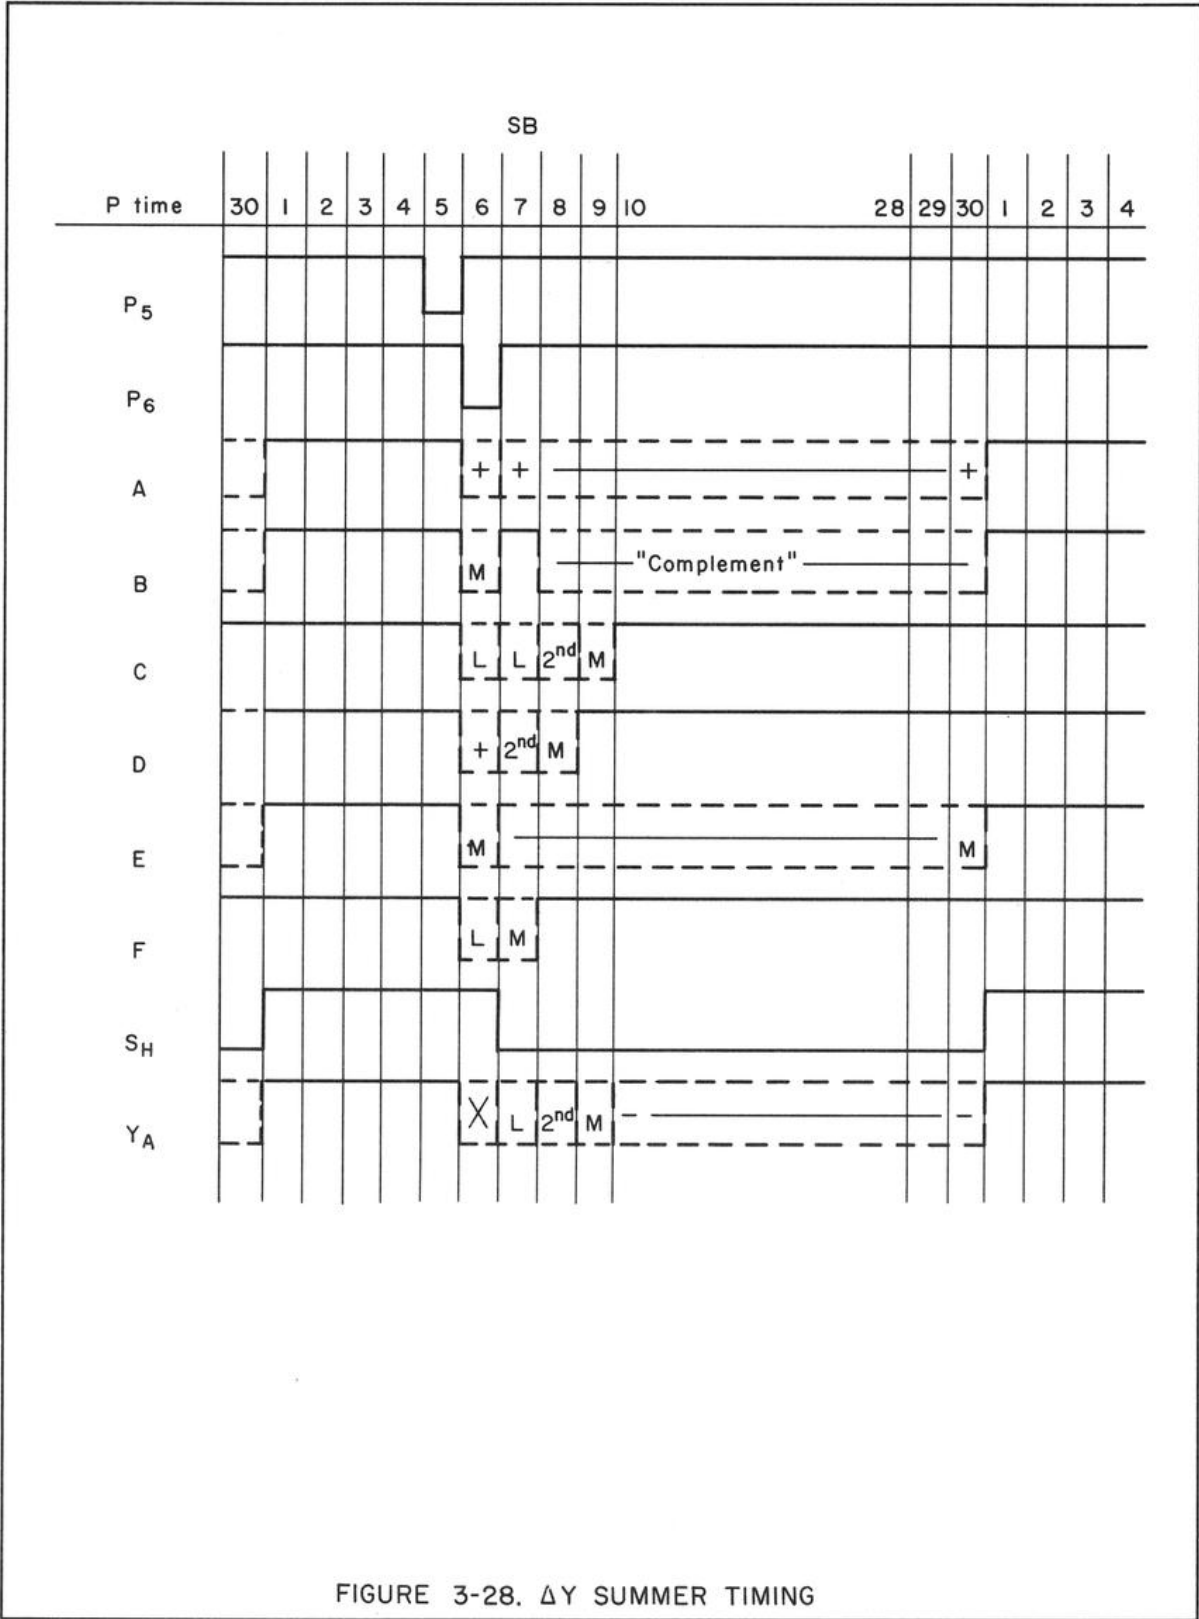 SB
P time 30 1 2 3 4 5 6 7 8 9 10 28 29 30 1 2 3 4
P5
P6
A + + +
B M "Complement"
C L L 2nd M
D + 2nd M
E M M
F L M
SH
YA X L 2nd M - -
FIGURE 3-28. ΔY SUMMER TIMING